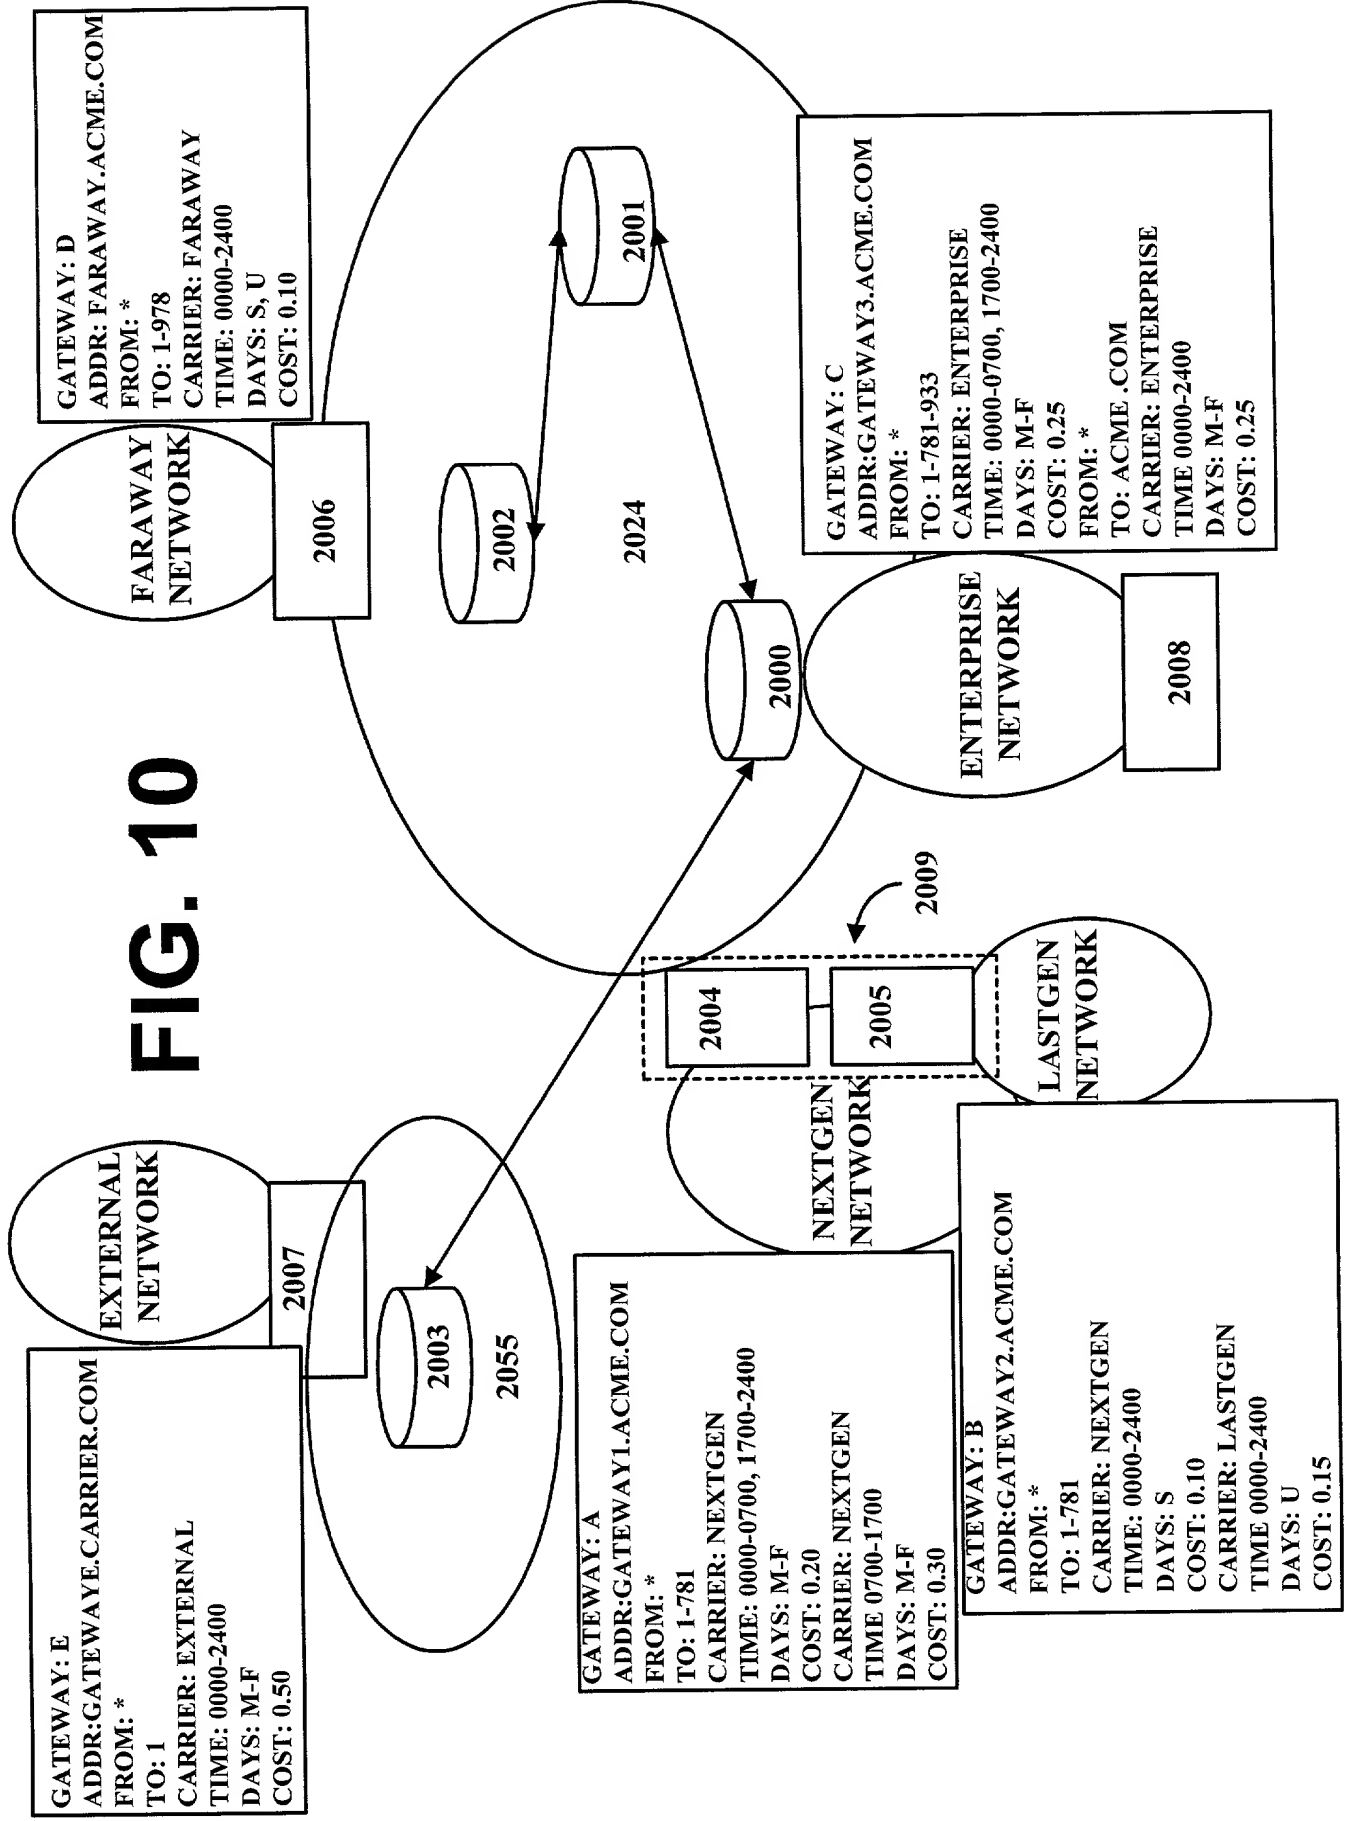 FIG. 10
GATEWAY: E
ADDR:GATEWAYE.CARRIER.COM
FROM: *
TO: 1
CARRIER: EXTERNAL
TIME: 0000-2400
DAYS: M-F
COST: 0.50
EXTERNAL
NETWORK
2007
2003
2055
GATEWAY: D
ADDR: FARAWAY.ACME.COM
FROM: *
TO: 1-978
CARRIER: FARAWAY
TIME: 0000-2400
DAYS: S, U
COST: 0.10
FARAWAY
NETWORK
2006
2002
2001
2024
2000
GATEWAY: A
ADDR:GATEWAY1.ACME.COM
FROM: *
TO: 1-781
CARRIER: NEXTGEN
TIME: 0000-0700, 1700-2400
DAYS: M-F
COST: 0.20
CARRIER: NEXTGEN
TIME 0700-1700
DAYS: M-F
COST: 0.30
NEXTGEN
NETWORK
2004
2005
2009
GATEWAY: B
ADDR:GATEWAY2.ACME.COM
FROM: *
TO: 1-781
CARRIER: NEXTGEN
TIME: 0000-2400
DAYS: S
COST: 0.10
CARRIER: LASTGEN
TIME 0000-2400
DAYS: U
COST: 0.15
LASTGEN
NETWORK
GATEWAY: C
ADDR:GATEWAY3.ACME.COM
FROM: *
TO: 1-781-933
CARRIER: ENTERPRISE
TIME: 0000-0700, 1700-2400
DAYS: M-F
COST: 0.25
FROM: *
TO: ACME .COM
CARRIER: ENTERPRISE
TIME 0000-2400
DAYS: M-F
COST: 0.25
ENTERPRISE
NETWORK
2008